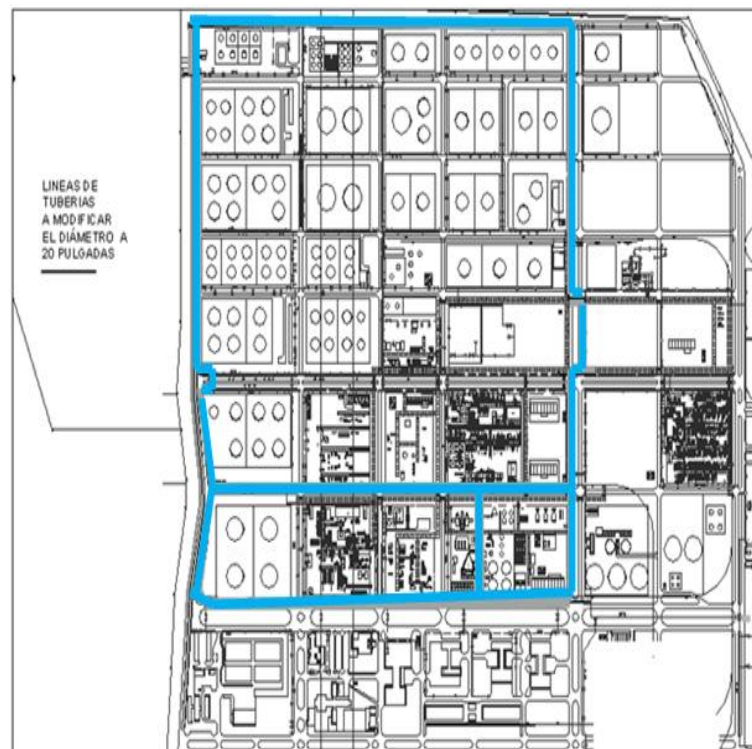 LINEAS DE
TUBERIAS
A MODIFICAR
EL DIÁMETRO A
20 PULGADAS